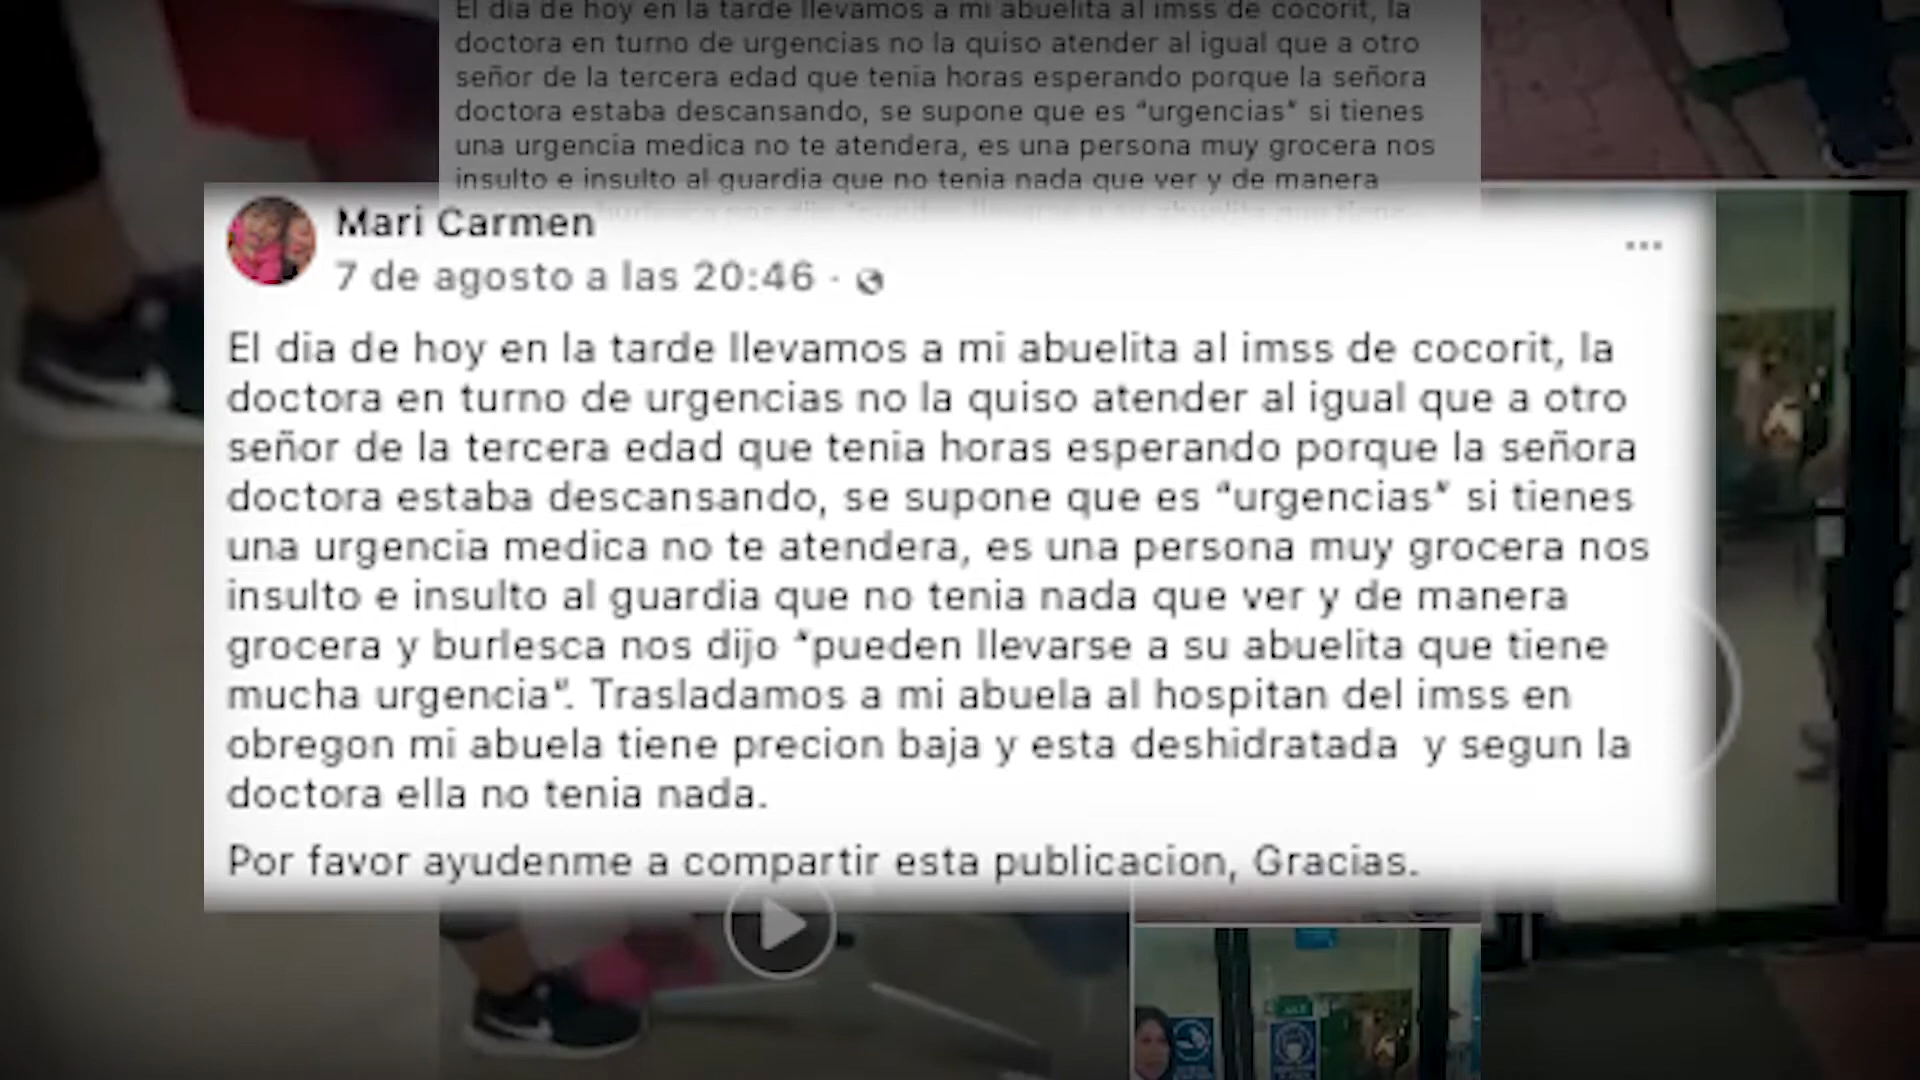 El dia de hoy en la tarde llevamos a mi abuelita al imss de cocorit, la
doctora en turno de urgencias no la quiso atender al igual que a otro
señor de la tercera edad que tenia horas esperando porque la señora
doctora estaba descansando, se supone que es "urgencias" si tienes
una urgencia medica no te atendera, es una persona muy grocera nos
insulto e insulto al guardia que no tenia nada que ver y de manera
Mari Carmen
7 de agosto a las 20:46 ·
...
El dia de hoy en la tarde llevamos a mi abuelita al imss de cocorit, la
doctora en turno de urgencias no la quiso atender al igual que a otro
señor de la tercera edad que tenia horas esperando porque la señora
doctora estaba descansando, se supone que es "urgencias" si tienes
una urgencia medica no te atendera, es una persona muy grocera nos
insulto e insulto al guardia que no tenia nada que ver y de manera
grocera y burlesca nos dijo "pueden llevarse a su abuelita que tiene
mucha urgencia". Trasladamos a mi abuela al hospitan del imss en
obregon mi abuela tiene precion baja y esta deshidratada y segun la
doctora ella no tenia nada.
Por favor ayudenme a compartir esta publicacion, Gracias.